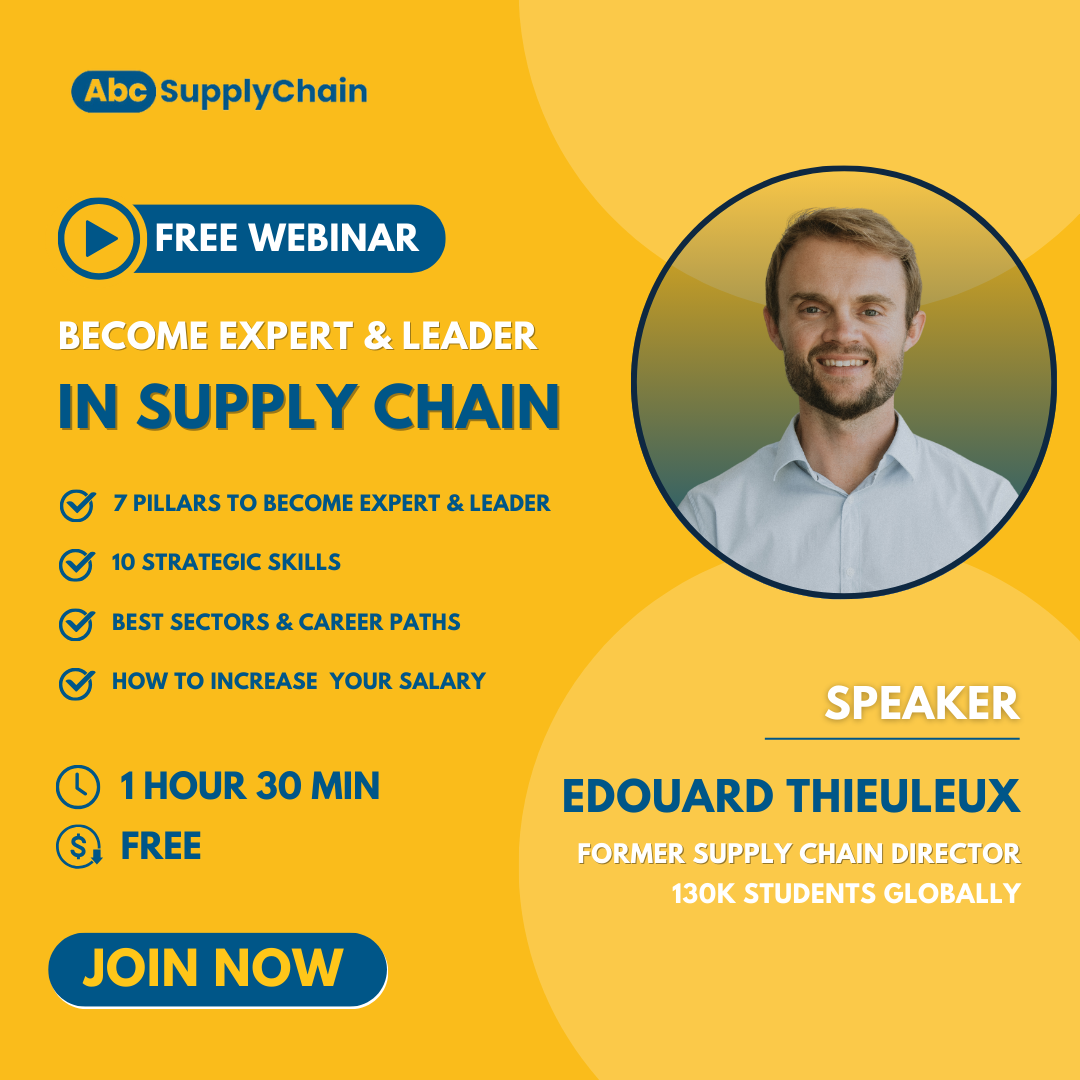 Abc SupplyChain
FREE WEBINAR
BECOME EXPERT & LEADER
IN SUPPLY CHAIN
7 PILLARS TO BECOME EXPERT & LEADER
10 STRATEGIC SKILLS
BEST SECTORS & CAREER PATHS
HOW TO INCREASE YOUR SALARY
1 HOUR 30 MIN
$ FREE
JOIN NOW
SPEAKER
EDOUARD THIEULEUX
FORMER SUPPLY CHAIN DIRECTOR
130K STUDENTS GLOBALLY